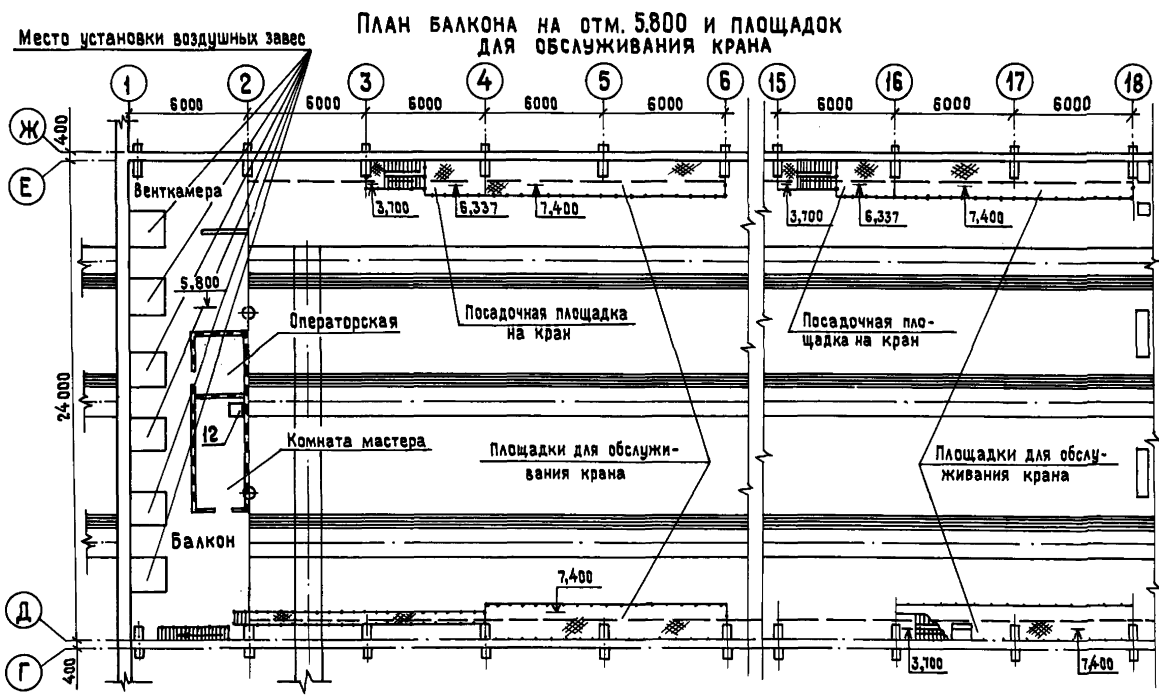 План балкона на отм. 5.800 и площадок
для обслуживания крана
Место установки воздушных завес
1 2 3 4 5 6 15 16 17 18
6000 6000 6000 6000 6000 6000 6000 6000
Ж
400
Е
Венткамера
3,700 6,337 7,400
3,700 6,337 7,400
5.800
Операторская
Посадочная площадка
на кран
Посадочная пло-
щадка на кран
24000
12
Комната мастера
Площадки для обслужи-
вания крана
Площадки для обслу-
живания крана
Балкон
7,400
Д
Г
400
3,700
7,400